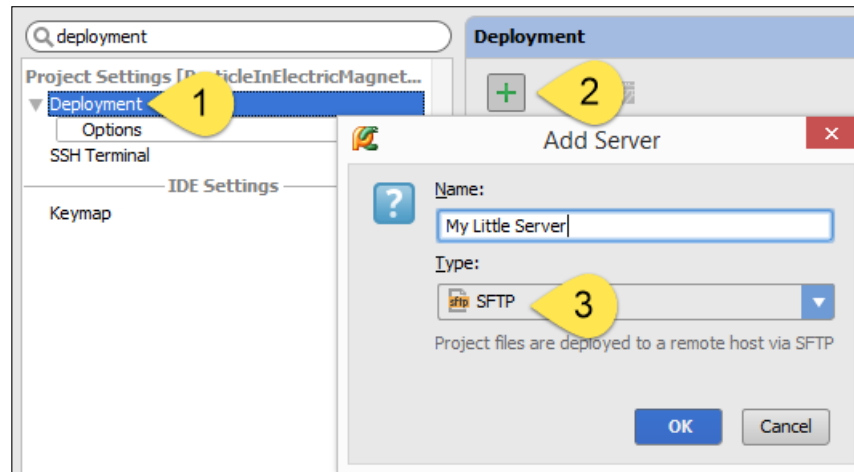 deployment
Deployment
Project Settings [ParticleInElectricMagnet...
Deployment
1
2
Options
SSH Terminal
IDE Settings
Keymap
Add Server
Name:
My Little Server
Type:
sftp
SFTP
3
Project files are deployed to a remote host via SFTP
OK
Cancel